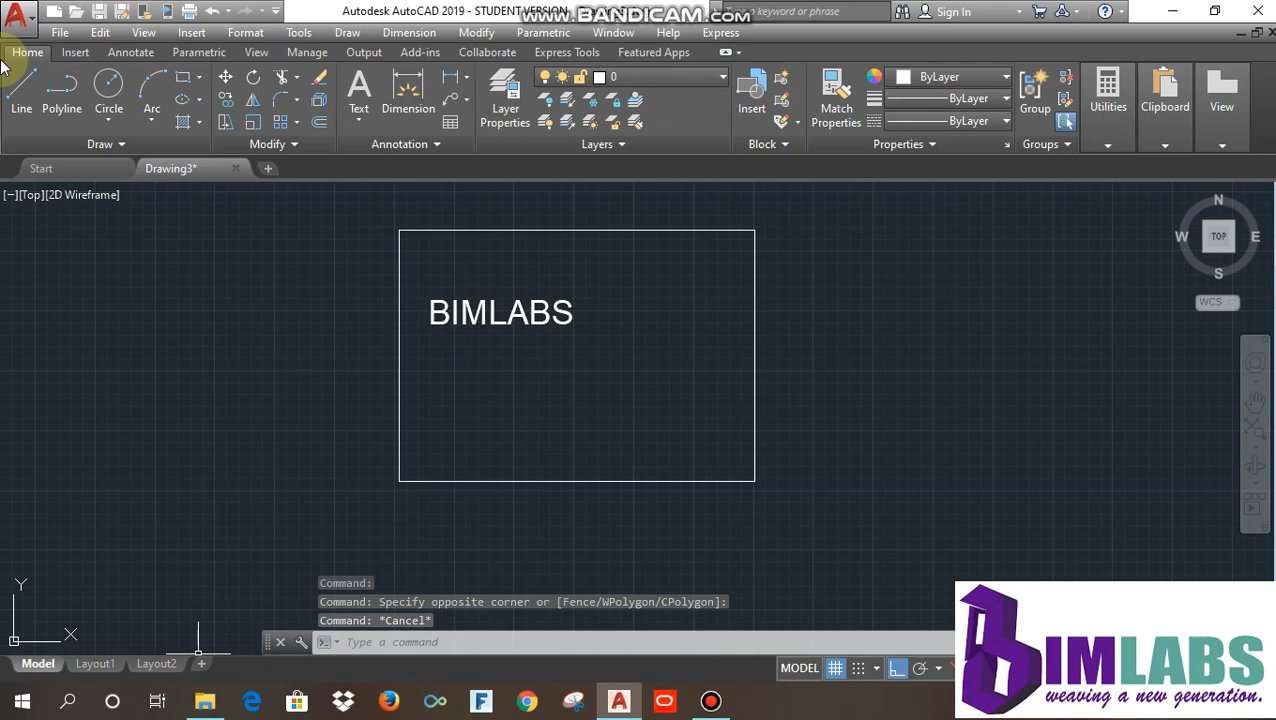 Autodesk AutoCAD 2019 - STUDENT VERSION
www.BANDICAM.com
Type a keyword or phrase
Sign In
File Edit View Insert Format Tools Draw Dimension Modify Parametric Window Help Express
Home Insert Annotate Parametric View Manage Output Add-ins Collaborate Express Tools Featured Apps
0
ByLayer
Line Polyline Circle Arc Text Dimension Layer Properties Insert Match Properties ByLayer Group Utilities Clipboard View
ByLayer
Draw Modify Annotation Layers Block Properties Groups
Start Drawing3*
[−][Top][2D Wireframe]
N
W TOP E
S
WCS
BIMLABS
Y
X
Command:
Command: Specify opposite corner or [Fence/WPolygon/CPolygon]:
Command: *Cancel*
Type a command
Model Layout1 Layout2
MODEL
BIMLABS
weaving a new generation.